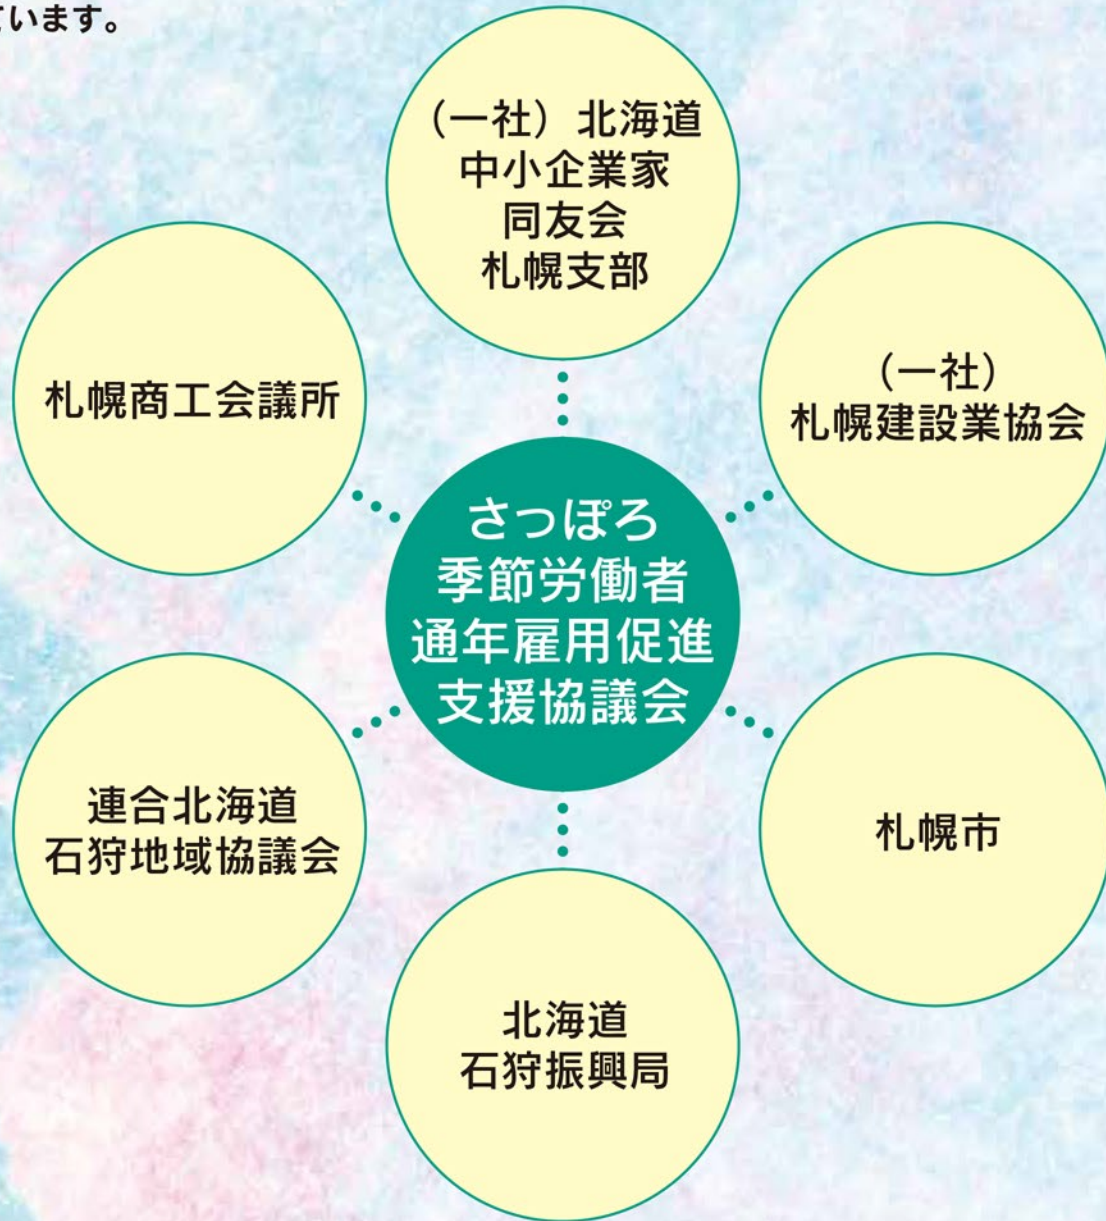 ています。
（一社）北海道
中小企業家
同友会
札幌支部
札幌商工会議所
（一社）
札幌建設業協会
さっぽろ
季節労働者
通年雇用促進
支援協議会
連合北海道
石狩地域協議会
札幌市
北海道
石狩振興局